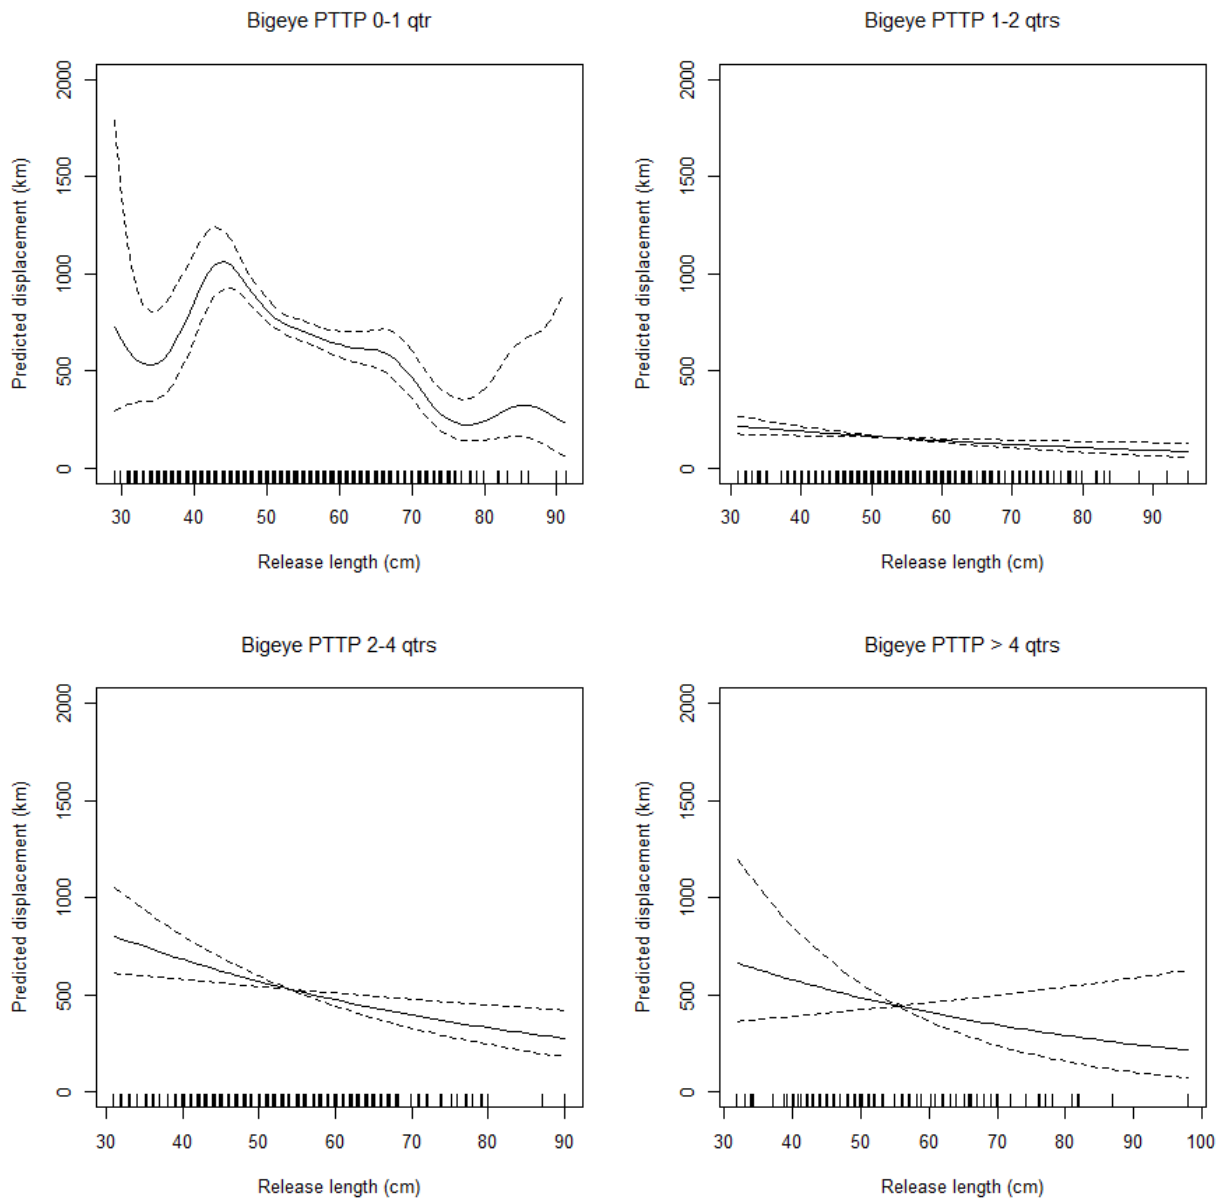 Bigeye PTTP 0-1 qtr
Predicted displacement (km)
2000
1500
1000
500
0
30 40 50 60 70 80 90
Release length (cm)
Bigeye PTTP 1-2 qtrs
Predicted displacement (km)
2000
1500
1000
500
0
30 40 50 60 70 80 90
Release length (cm)
Bigeye PTTP 2-4 qtrs
Predicted displacement (km)
2000
1500
1000
500
0
30 40 50 60 70 80 90
Release length (cm)
Bigeye PTTP > 4 qtrs
Predicted displacement (km)
2000
1500
1000
500
0
30 40 50 60 70 80 90 100
Release length (cm)